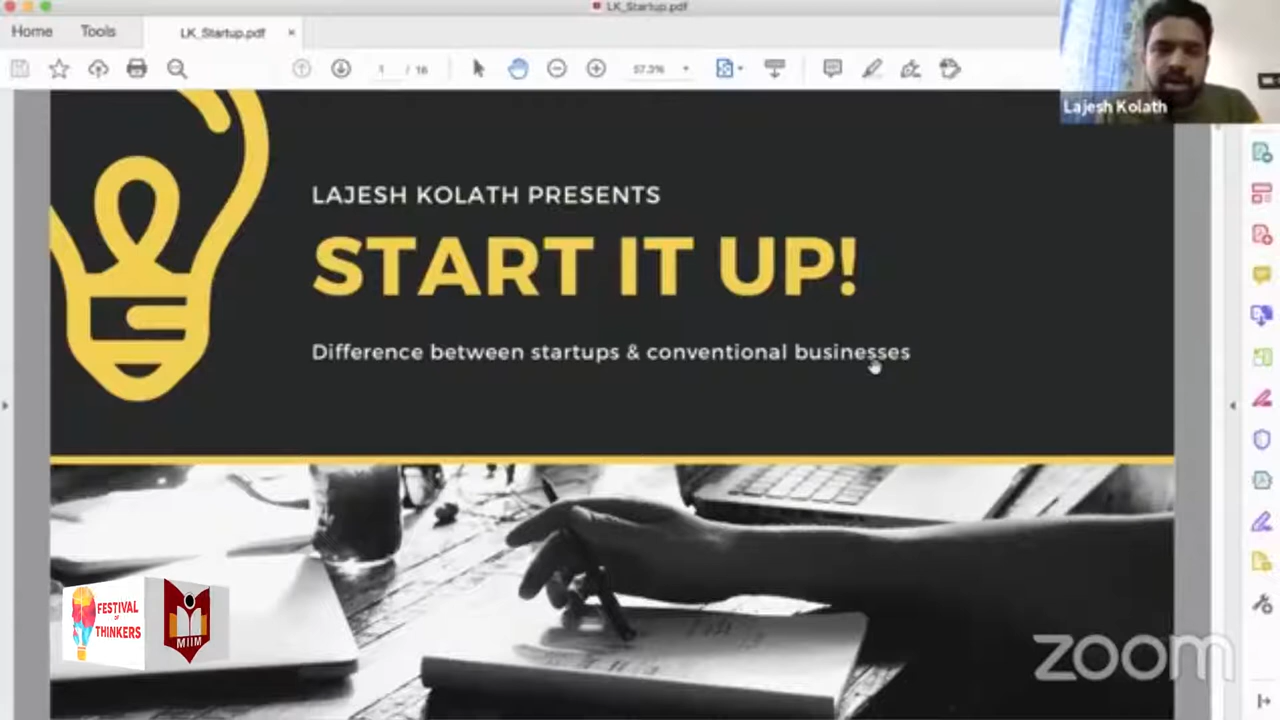 LK_Startup.pdf
Home
Tools
LK_Startup.pdf
1 / 16
57.3%
Lajesh Kolath
LAJESH KOLATH PRESENTS
START IT UP!
Difference between startups & conventional businesses
FESTIVAL
OF
THINKERS
MIIM
zoom